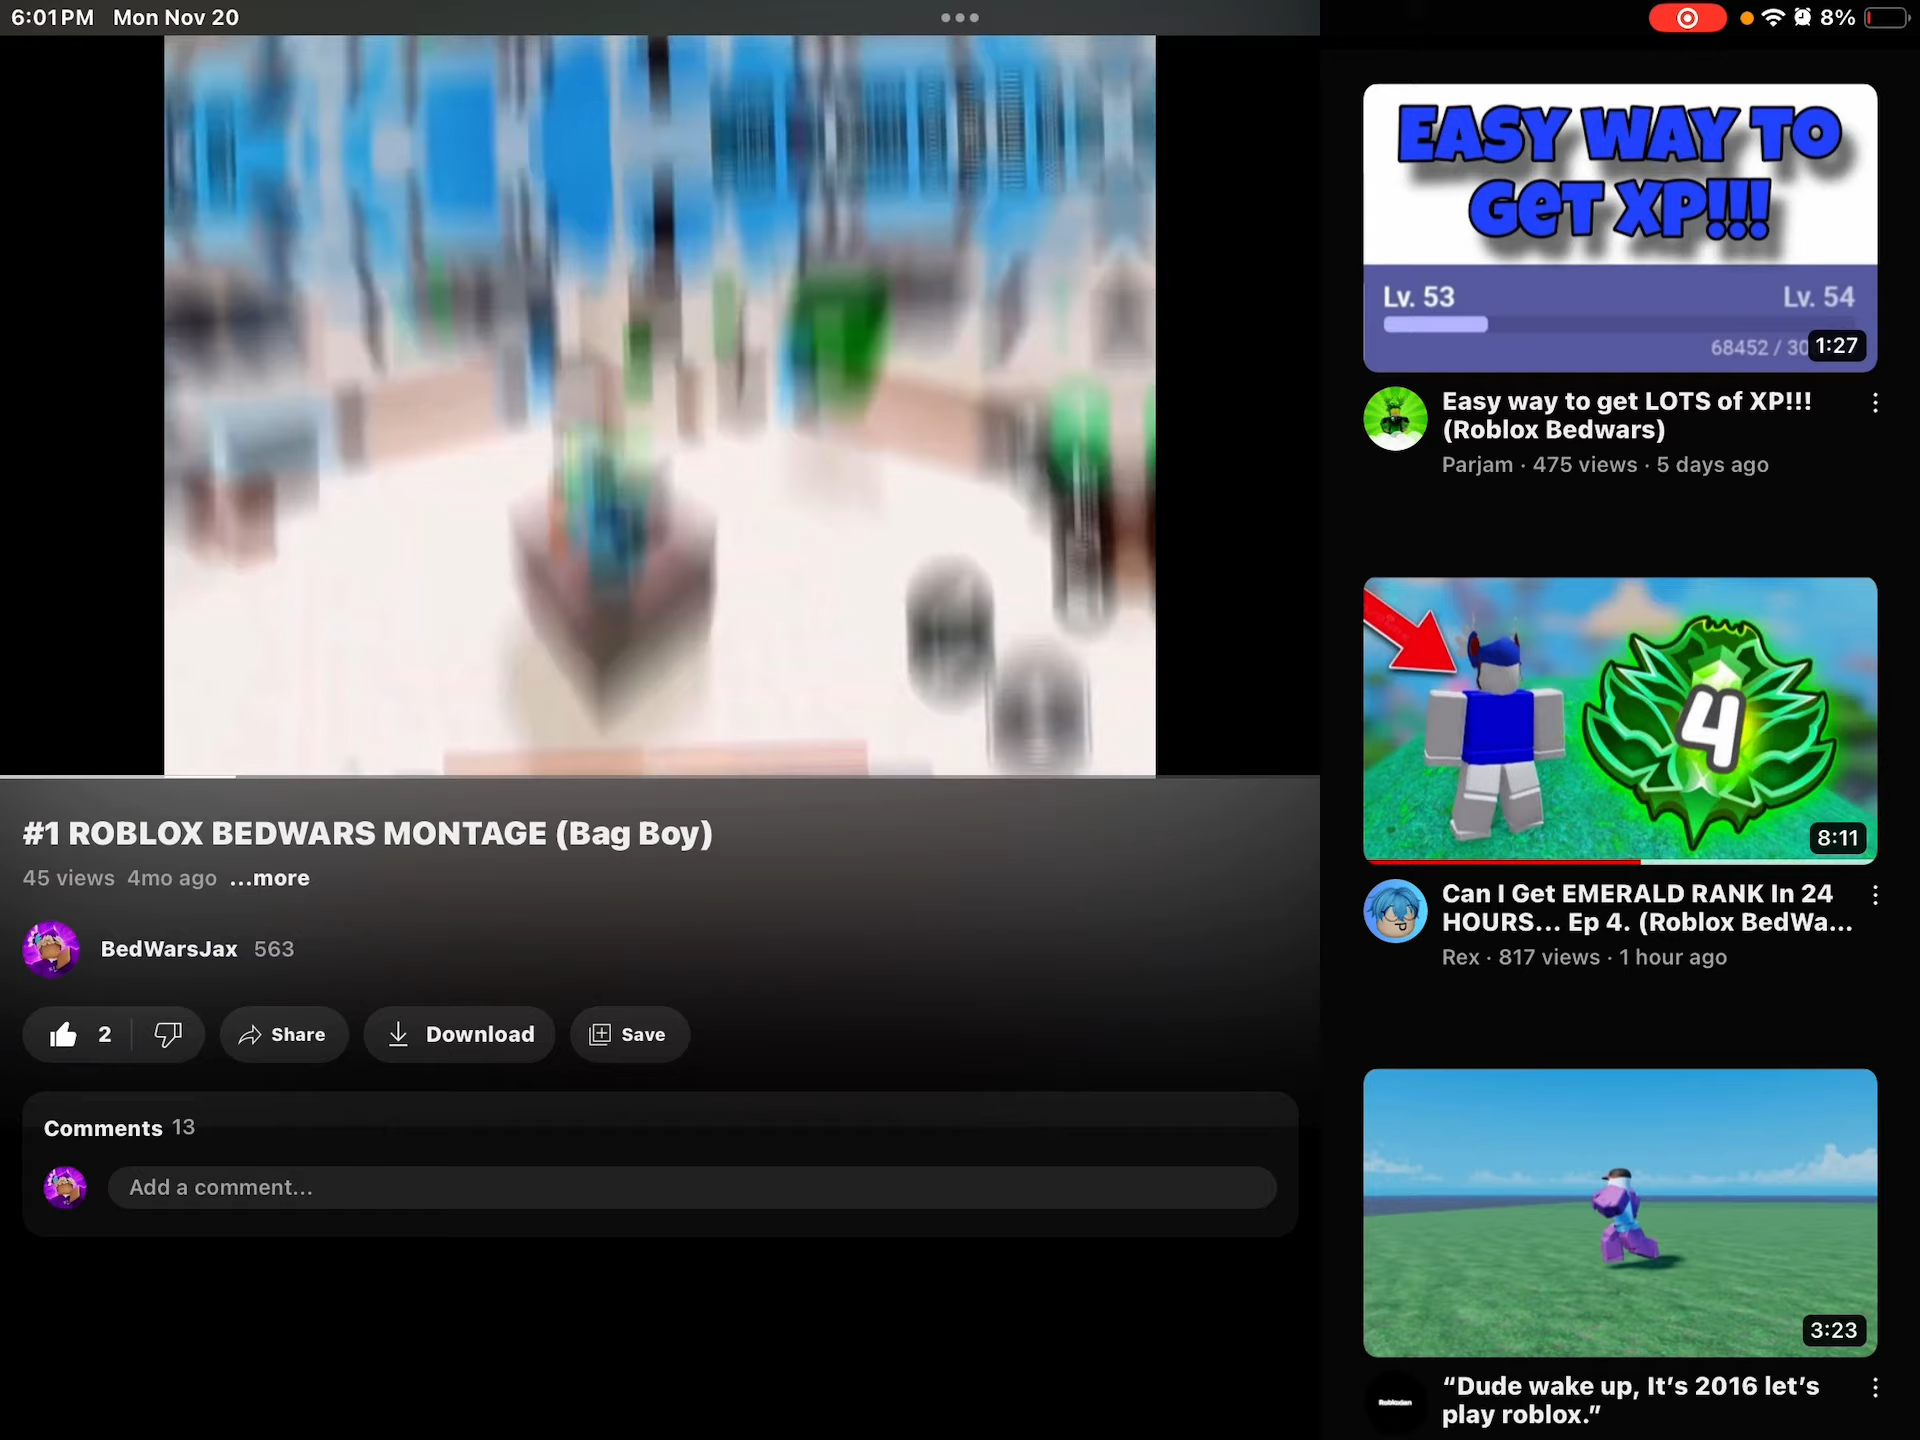 6:01 PM Mon Nov 20
8%
EASY WAY TO
GET XP!!!
Lv. 53 Lv. 54
68452 / 30
1:27
Easy way to get LOTS of XP!!!
(Roblox Bedwars)
Parjam · 475 views · 5 days ago
4
8:11
Can I Get EMERALD RANK In 24
HOURS... Ep 4. (Roblox BedWa...
Rex · 817 views · 1 hour ago
3:23
“Dude wake up, It’s 2016 let’s
play roblox.”
#1 ROBLOX BEDWARS MONTAGE (Bag Boy)
45 views 4mo ago ...more
BedWarsJax 563
2 Share Download Save
Comments 13
Add a comment...